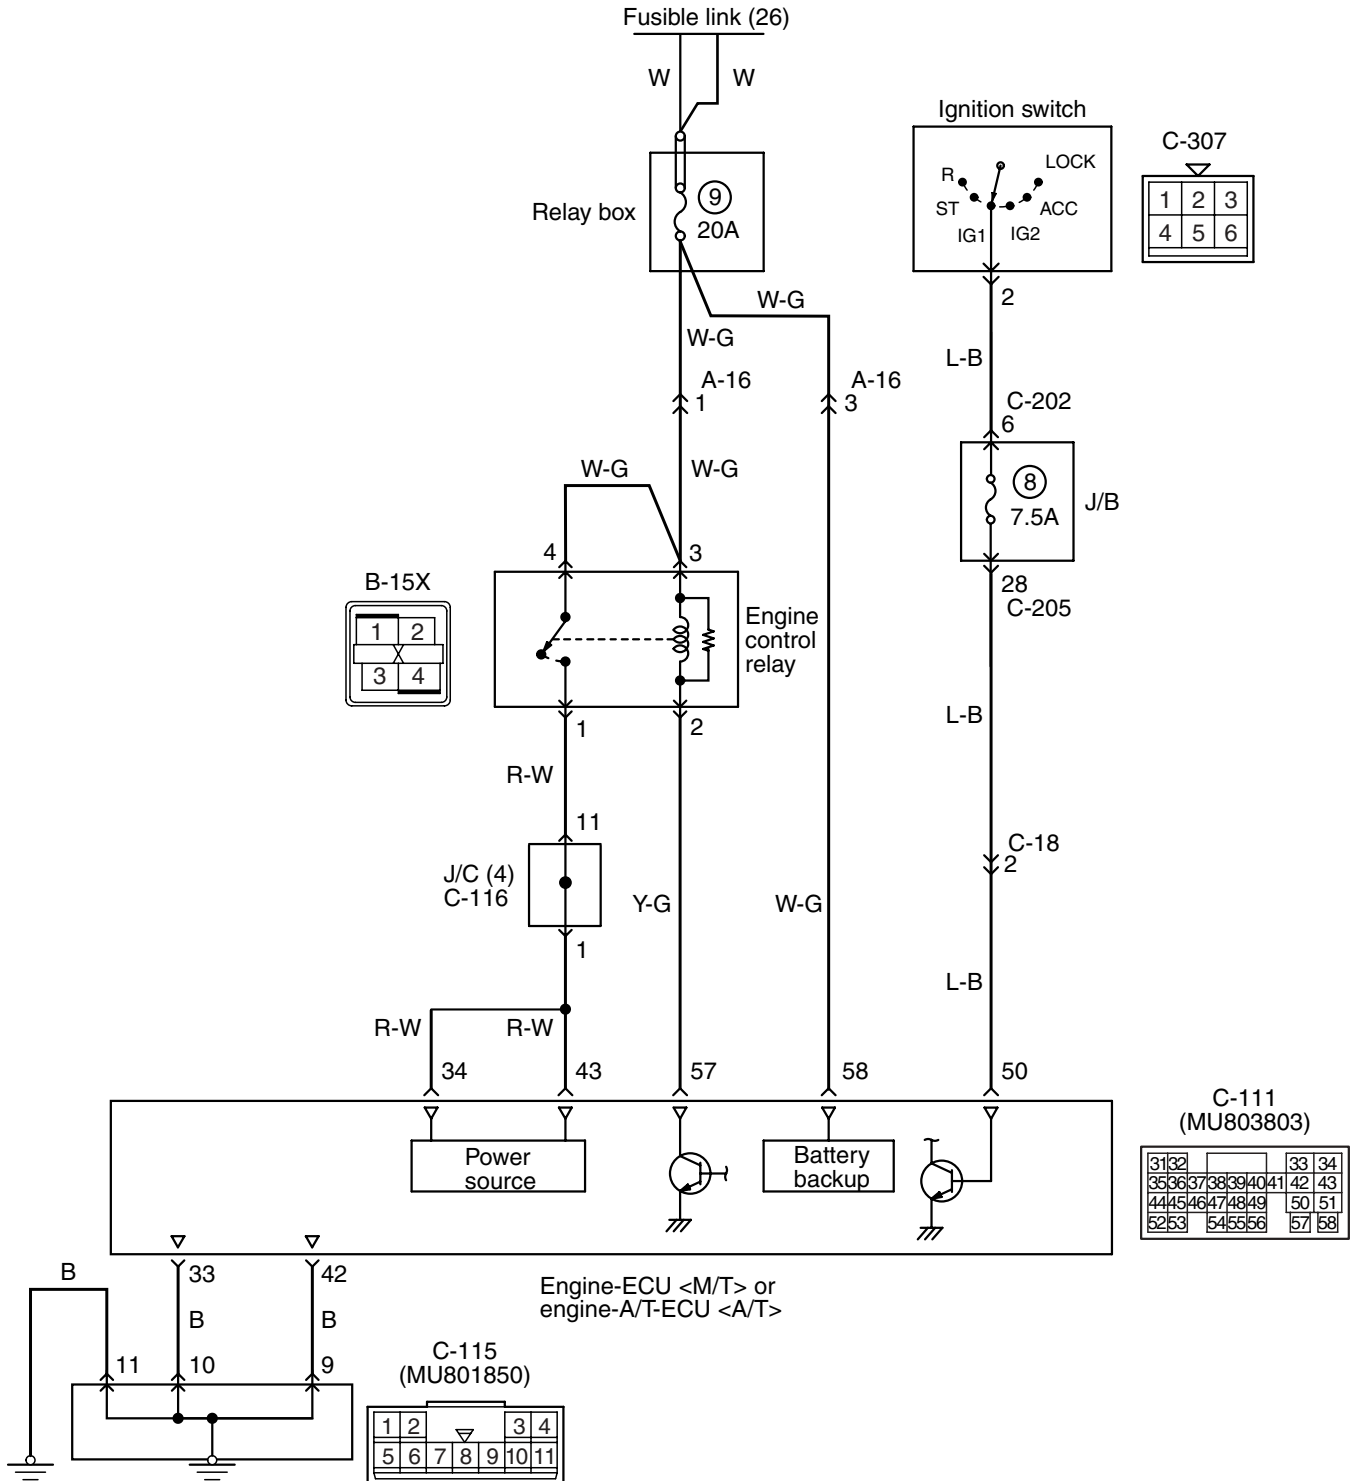 Fusible link (26)
W
W
Ignition switch
C-307
R
LOCK
ST
ACC
IG1
IG2
1 2 3
4 5 6
Relay box
9
20A
2
W-G
W-G
L-B
A-16
1
A-16
3
C-202
6
8
7.5A
J/B
W-G
W-G
4
3
28
C-205
B-15X
1 2
3 4
Engine
control
relay
1
2
L-B
R-W
11
C-18
2
J/C (4)
C-116
Y-G
W-G
1
L-B
R-W
R-W
34
43
57
58
50
C-111
(MU803803)
31 32 33 34
35 36 37 38 39 40 41 42 43
44 45 46 47 48 49 50 51
52 53 54 55 56 57 58
Power
source
Battery
backup
33
42
B
B
B
Engine-ECU <M/T> or
engine-A/T-ECU <A/T>
11
10
9
C-115
(MU801850)
1 2 3 4
5 6 7 8 9 10 11